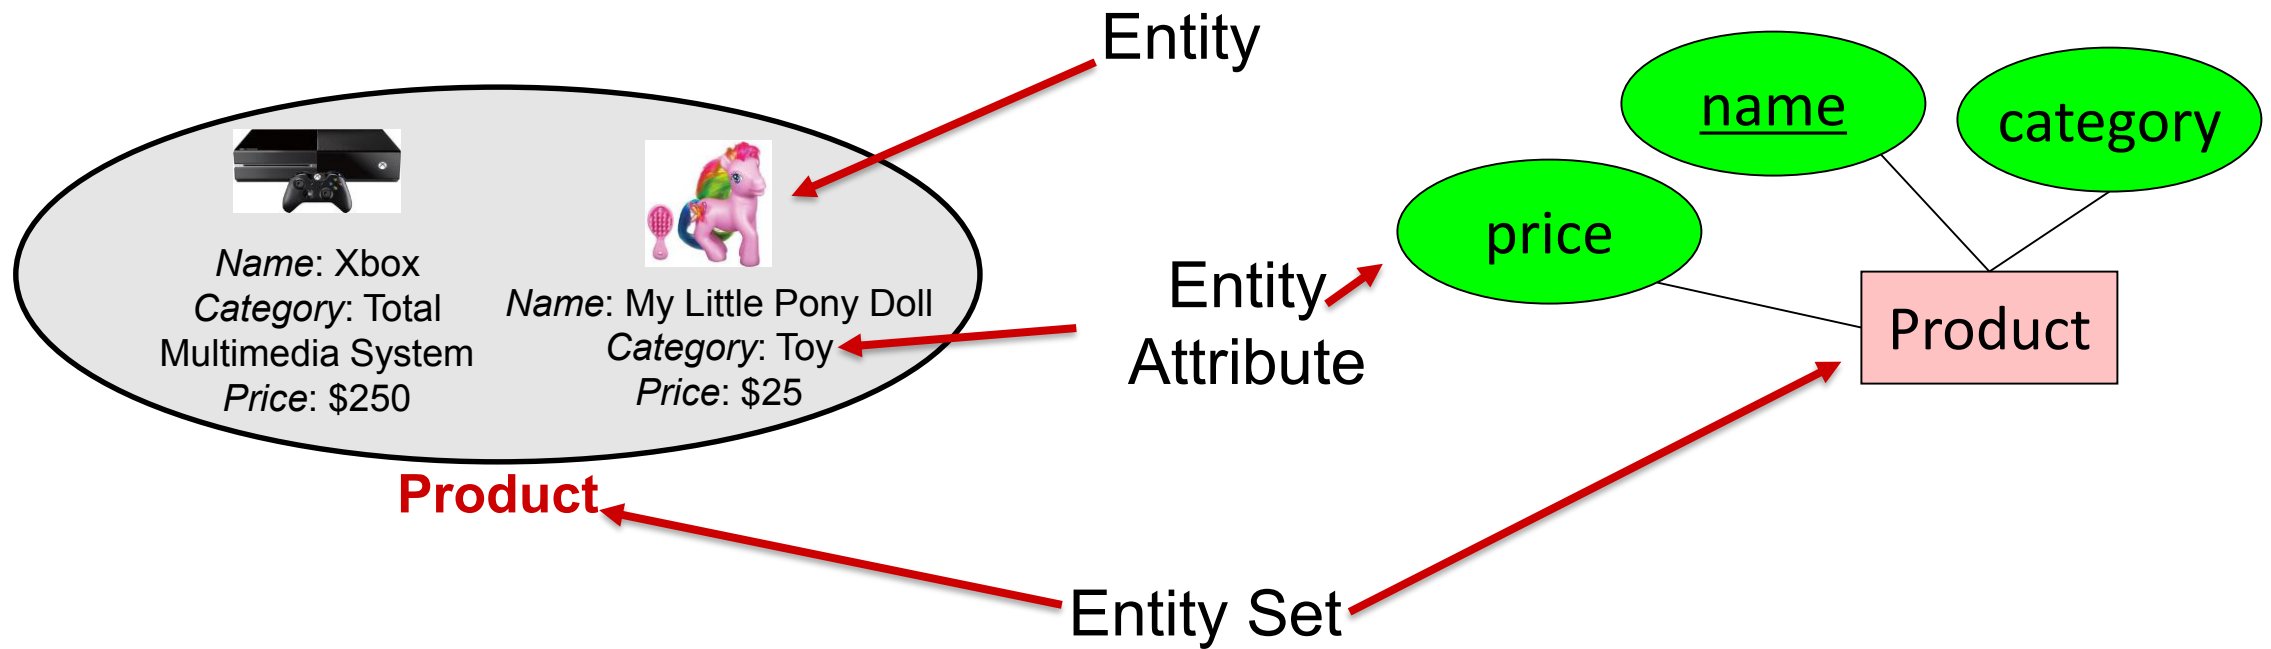 Entity
Name: Xbox
Category: Total
Multimedia System
Price: $250
Name: My Little Pony Doll
Category: Toy
Price: $25
Product
Entity
Attribute
Entity Set
name
category
price
Product